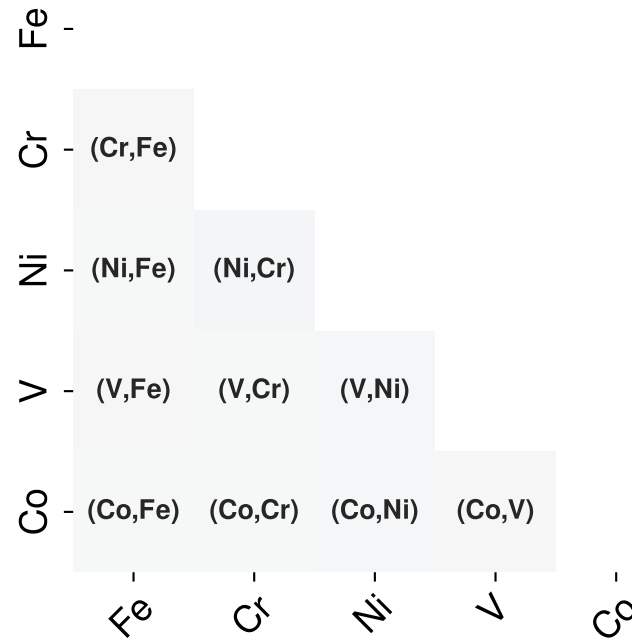 Fe
Cr
(Cr,Fe)
Ni
(Ni,Fe) (Ni,Cr)
V
(V,Fe) (V,Cr) (V,Ni)
Co
(Co,Fe) (Co,Cr) (Co,Ni) (Co,V)
Fe Cr Ni V Co